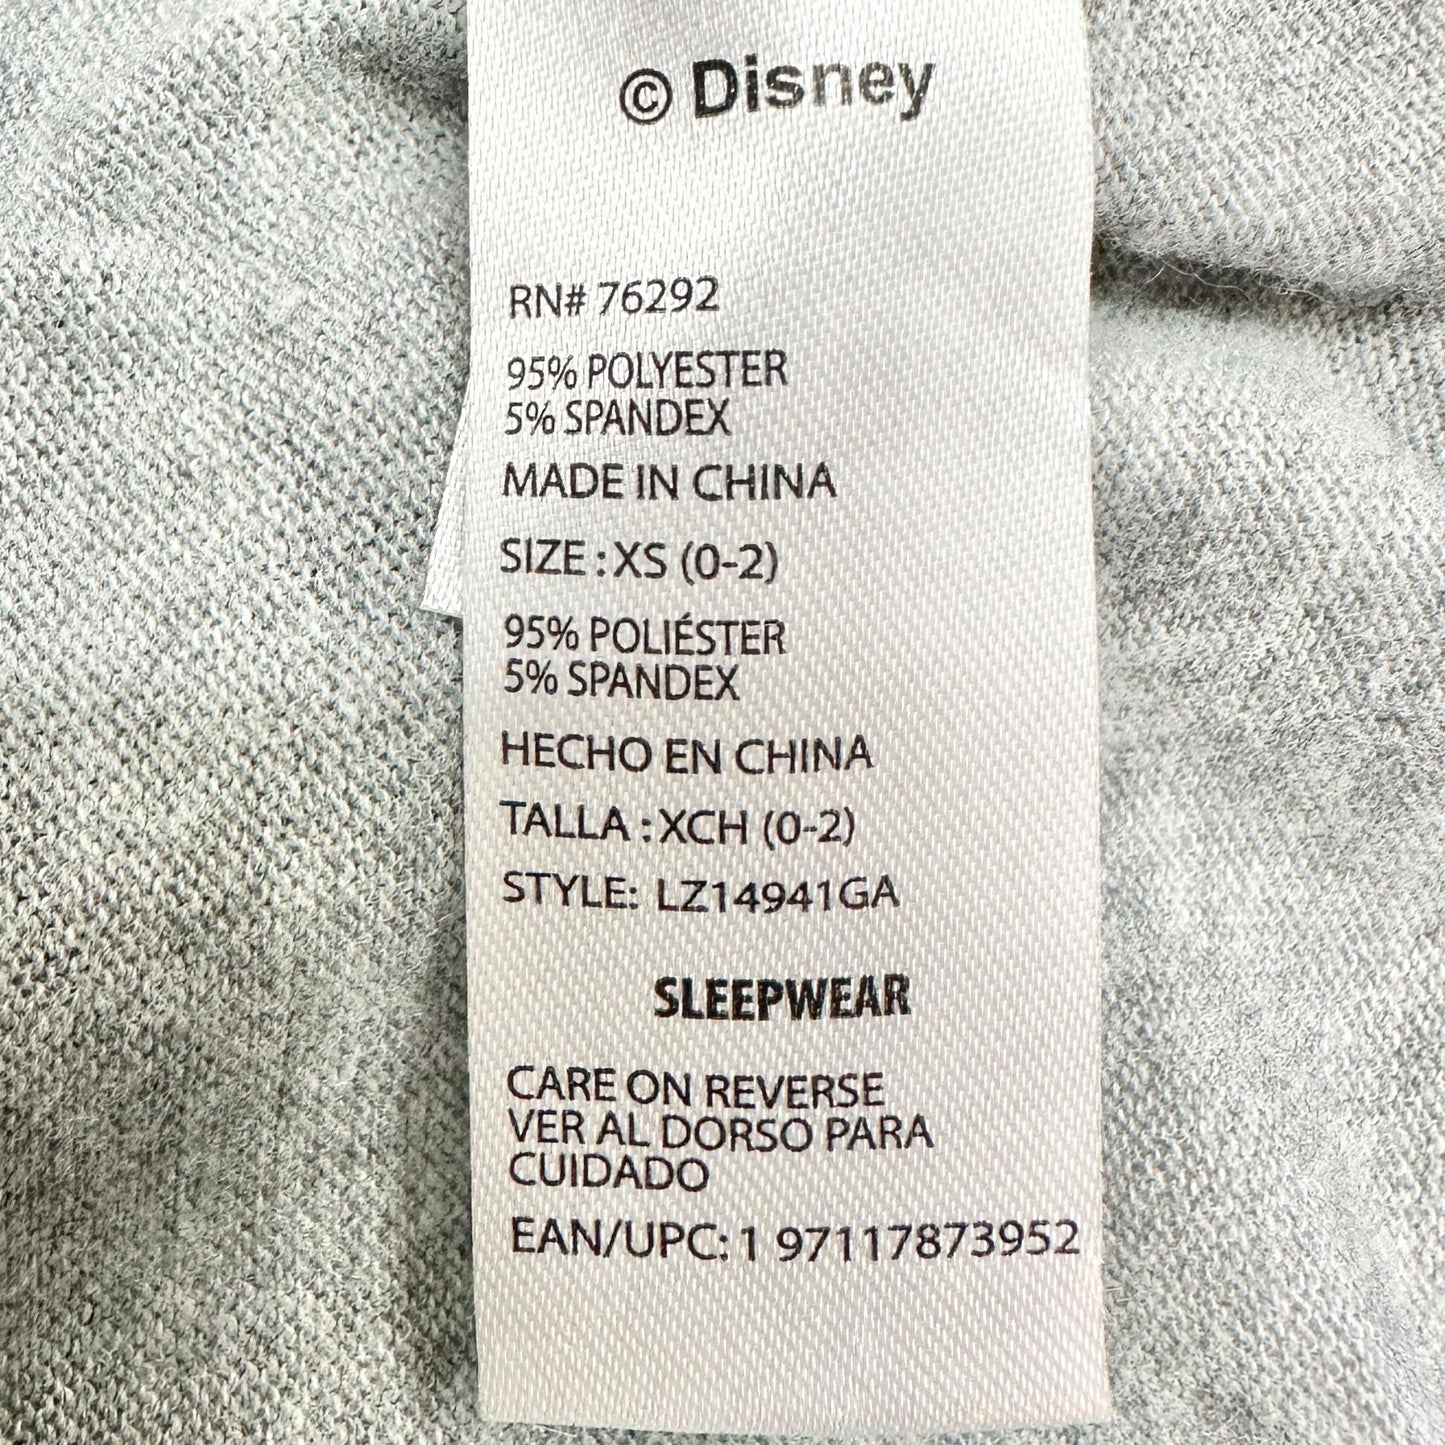 © Disney
RN# 76292
95% POLYESTER
5% SPANDEX
MADE IN CHINA
SIZE : XS (0-2)
95% POLIÉSTER
5% SPANDEX
HECHO EN CHINA
TALLA : XCH (0-2)
STYLE: LZ14941GA
SLEEPWEAR
CARE ON REVERSE
VER AL DORSO PARA
CUIDADO
EAN/UPC: 1 97117873952